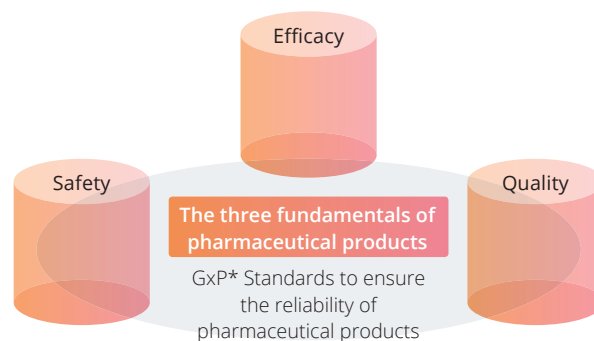 Efficacy
Safety
Quality
The three fundamentals of
pharmaceutical products
GxP* Standards to ensure
the reliability of
pharmaceutical products